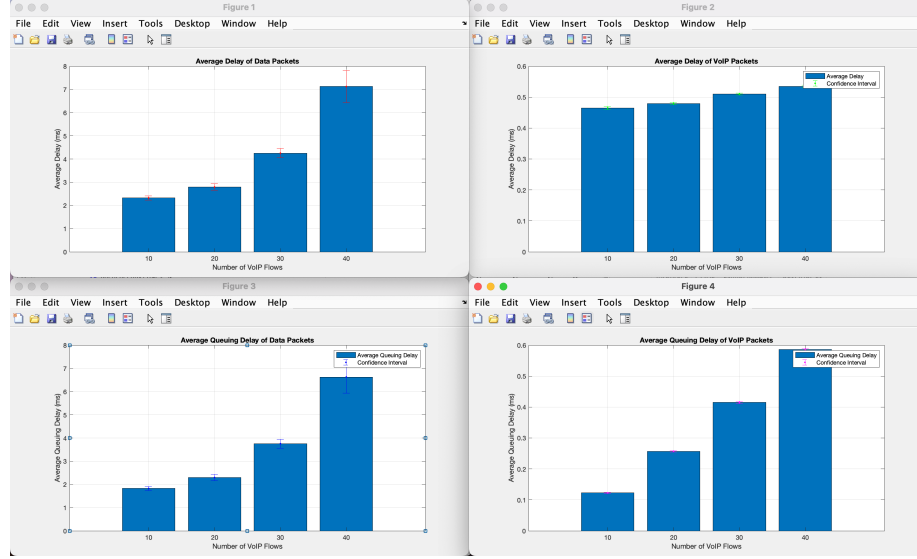 Figure 1
File Edit View Insert Tools Desktop Window Help
Average Delay of Data Packets
8
7
6
5
4
3
2
1
0
Average Delay (ms)
10 20 30 40
Number of VoIP Flows
Figure 2
File Edit View Insert Tools Desktop Window Help
Average Delay of VoIP Packets
Average Delay
Confidence Interval
0.6
0.5
0.4
0.3
0.2
0.1
0
Average Delay (ms)
10 20 30 40
Number of VoIP Flows
Figure 3
File Edit View Insert Tools Desktop Window Help
Average Queuing Delay of Data Packets
Average Queuing Delay
Confidence Interval
8
7
6
5
4
3
2
1
0
Average Queuing Delay (ms)
10 20 30 40
Number of VoIP Flows
Figure 4
File Edit View Insert Tools Desktop Window Help
Average Queuing Delay of VoIP Packets
Average Queuing Delay
Confidence Interval
0.6
0.5
0.4
0.3
0.2
0.1
0
Average Queuing Delay (ms)
10 20 30 40
Number of VoIP Flows